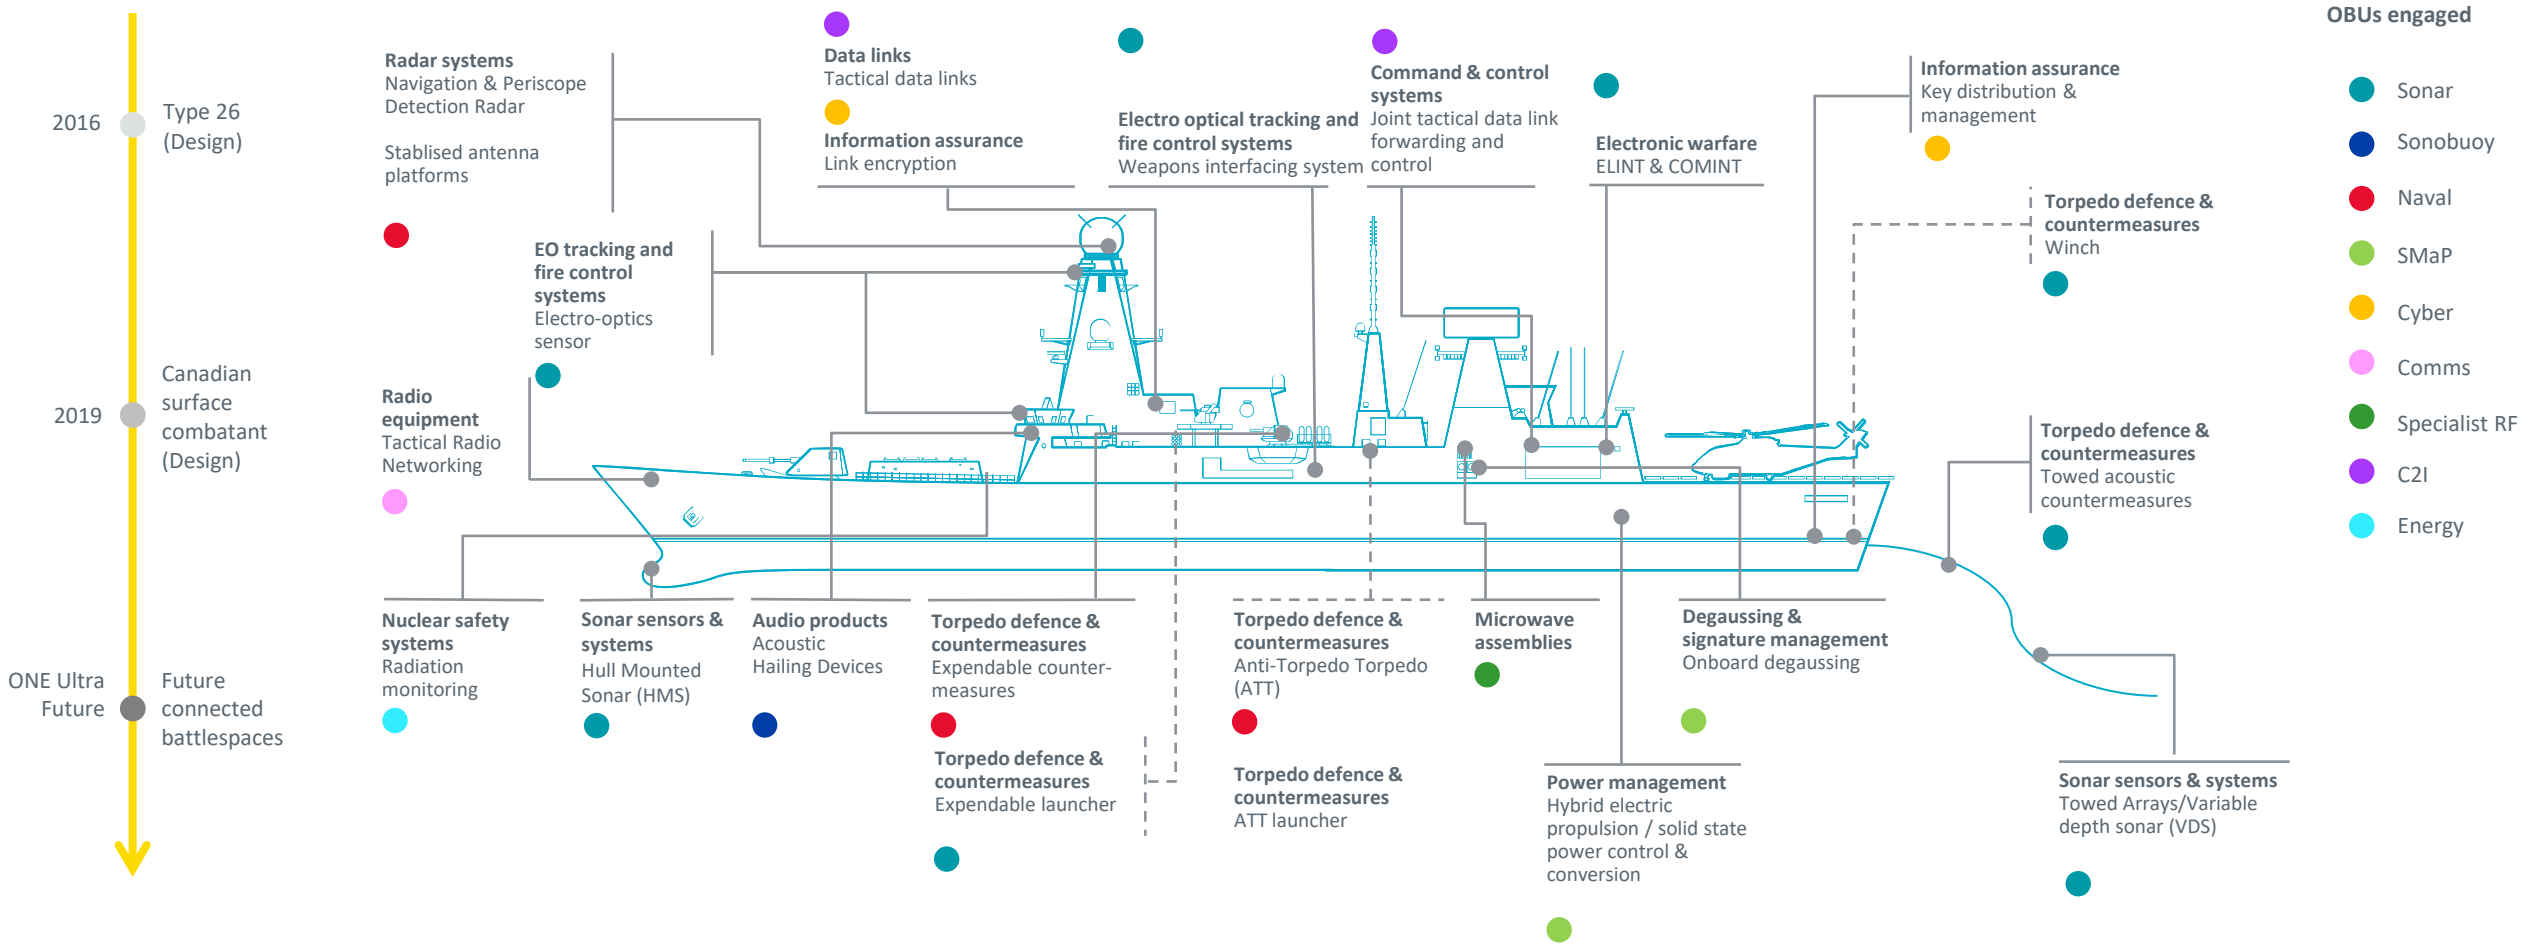 2016
Type 26
(Design)
2019
Canadian
surface
combatant
(Design)
ONE Ultra
Future
Future
connected
battlespaces
Radar systems
Navigation & Periscope
Detection Radar
Stablised antenna
platforms
EO tracking and
fire control
systems
Electro-optics
sensor
Radio
equipment
Tactical Radio
Networking
Data links
Tactical data links
Information assurance
Link encryption
Electro optical tracking and
fire control systems
Weapons interfacing system
Command & control
systems
Joint tactical data link
forwarding and
control
Electronic warfare
ELINT & COMINT
Information assurance
Key distribution &
management
Torpedo defence &
countermeasures
Winch
Torpedo defence &
countermeasures
Towed acoustic
countermeasures
Nuclear safety
systems
Radiation
monitoring
Sonar sensors &
systems
Hull Mounted
Sonar (HMS)
Audio products
Acoustic
Hailing Devices
Torpedo defence &
countermeasures
Expendable counter-
measures
Torpedo defence &
countermeasures
Expendable launcher
Torpedo defence &
countermeasures
Anti-Torpedo Torpedo
(ATT)
Torpedo defence &
countermeasures
ATT launcher
Microwave
assemblies
Power management
Hybrid electric
propulsion / solid state
power control &
conversion
Degaussing &
signature management
Onboard degaussing
Sonar sensors & systems
Towed Arrays/Variable
depth sonar (VDS)
OBUs engaged
Sonar
Sonobuoy
Naval
SMaP
Cyber
Comms
Specialist RF
C2I
Energy